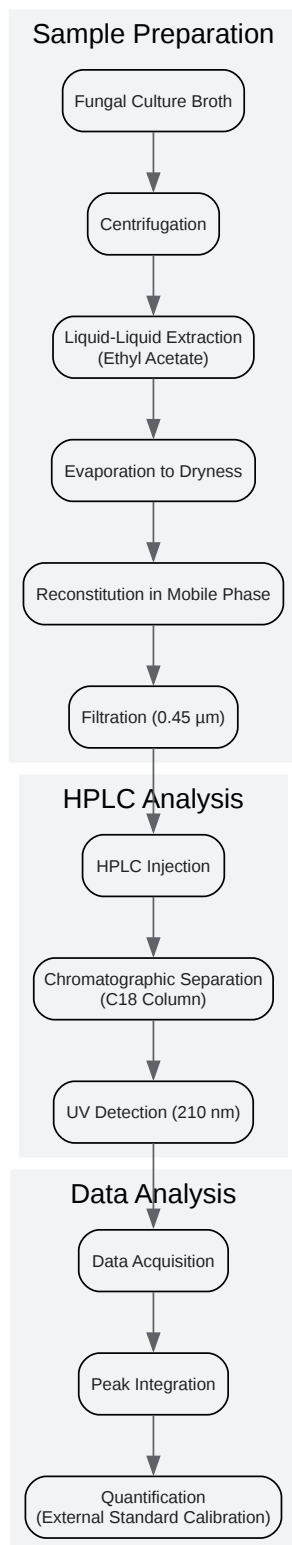 Sample Preparation
Fungal Culture Broth
Centrifugation
Liquid-Liquid Extraction
(Ethyl Acetate)
Evaporation to Dryness
Reconstitution in Mobile Phase
Filtration (0.45 µm)
HPLC Analysis
HPLC Injection
Chromatographic Separation
(C18 Column)
UV Detection (210 nm)
Data Analysis
Data Acquisition
Peak Integration
Quantification
(External Standard Calibration)